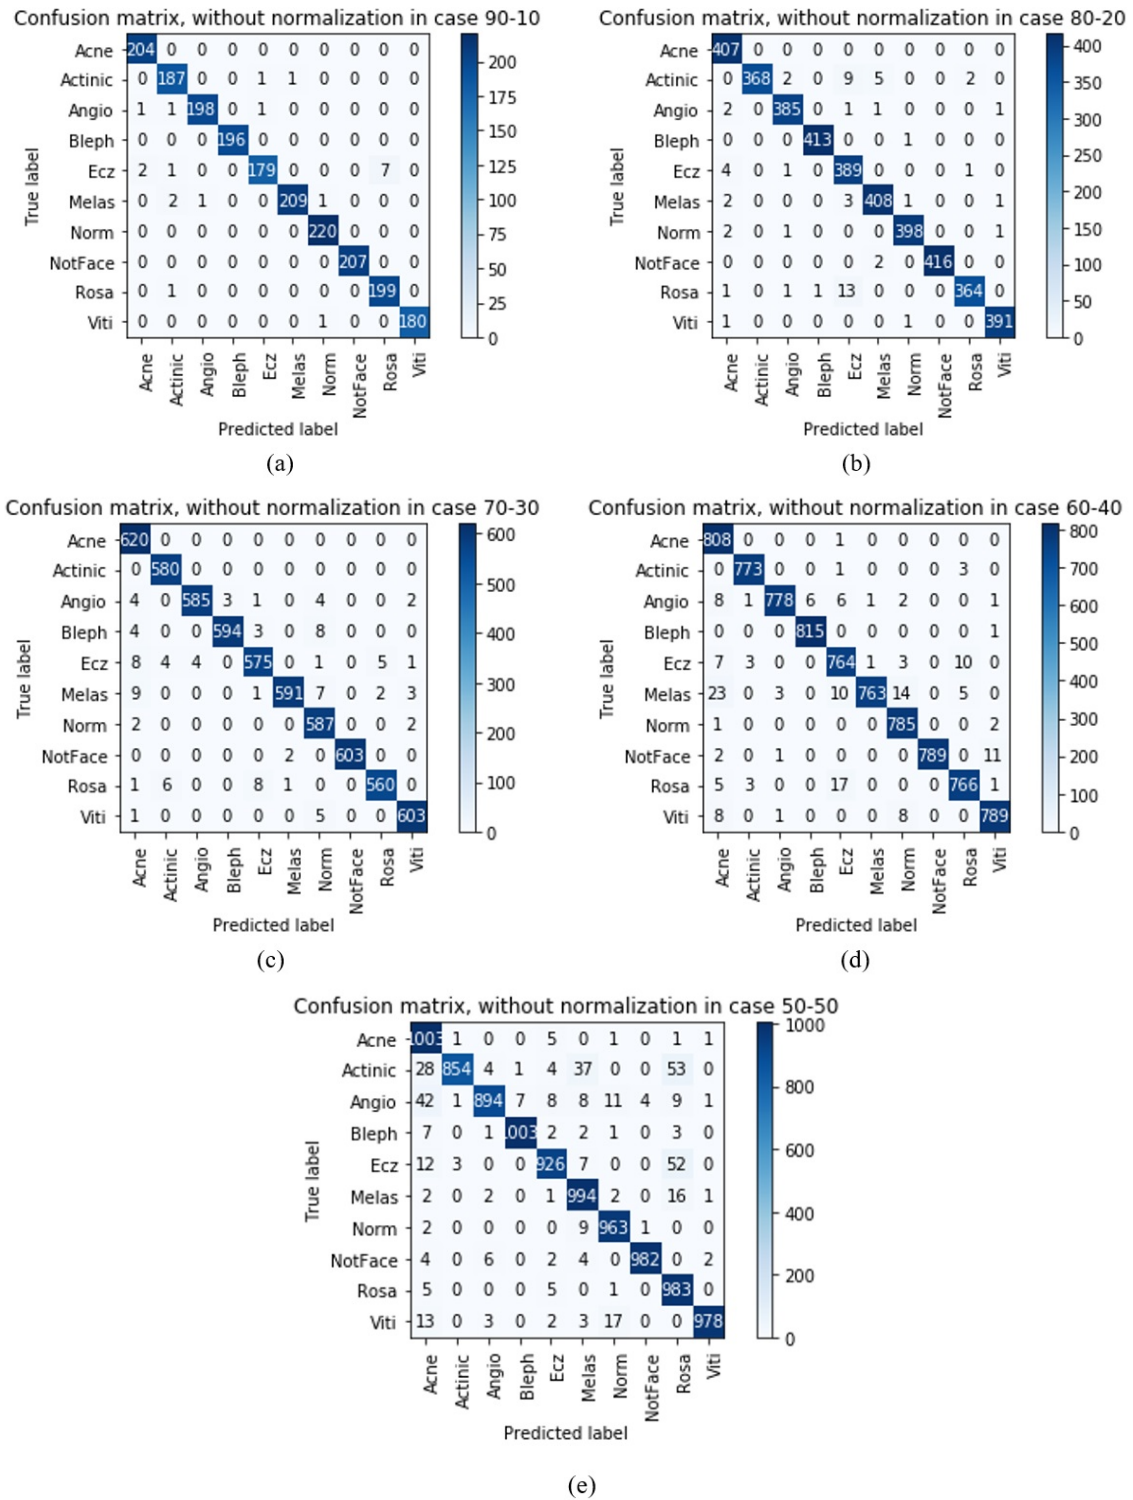 Confusion matrix, without normalization in case 90-10
Acne 204 0 0 0 0 0 0 0 0 0
Actinic 0 187 0 0 1 1 0 0 0 0
Angio 1 1 198 0 1 0 0 0 0 0
Bleph 0 0 0 196 0 0 0 0 0 0
Ecz 2 1 0 0 179 0 0 0 7 0
Melas 0 2 1 0 0 209 1 0 0 0
Norm 0 0 0 0 0 0 220 0 0 0
NotFace 0 0 0 0 0 0 0 207 0 0
Rosa 0 1 0 0 0 0 0 0 199 0
Viti 0 0 0 0 0 0 1 0 0 180
Acne Actinic Angio Bleph Ecz Melas Norm NotFace Rosa Viti
True label
Predicted label
200
175
150
125
100
75
50
25
0
(a)
Confusion matrix, without normalization in case 80-20
Acne 407 0 0 0 0 0 0 0 0 0
Actinic 0 368 2 0 9 5 0 0 2 0
Angio 2 0 385 0 1 1 0 0 0 1
Bleph 0 0 0 413 0 0 1 0 0 0
Ecz 4 0 1 0 389 0 0 0 1 0
Melas 2 0 0 0 3 408 1 0 0 1
Norm 2 0 1 0 0 0 398 0 0 1
NotFace 0 0 0 0 0 2 0 416 0 0
Rosa 1 0 1 1 13 0 0 0 364 0
Viti 1 0 0 0 0 0 1 0 0 391
Acne Actinic Angio Bleph Ecz Melas Norm NotFace Rosa Viti
True label
Predicted label
400
350
300
250
200
150
100
50
0
(b)
Confusion matrix, without normalization in case 70-30
Acne 620 0 0 0 0 0 0 0 0 0
Actinic 0 580 0 0 0 0 0 0 0 0
Angio 4 0 585 3 1 0 4 0 0 2
Bleph 4 0 0 594 3 0 8 0 0 0
Ecz 8 4 4 0 575 0 1 0 5 1
Melas 9 0 0 0 1 591 7 0 2 3
Norm 2 0 0 0 0 0 587 0 0 2
NotFace 0 0 0 0 0 2 0 603 0 0
Rosa 1 6 0 0 8 1 0 0 560 0
Viti 1 0 0 0 0 0 5 0 0 603
Acne Actinic Angio Bleph Ecz Melas Norm NotFace Rosa Viti
True label
Predicted label
600
500
400
300
200
100
0
(c)
Confusion matrix, without normalization in case 60-40
Acne 808 0 0 0 1 0 0 0 0 0
Actinic 0 773 0 0 1 0 0 0 3 0
Angio 8 1 778 6 6 1 2 0 0 1
Bleph 0 0 0 815 0 0 0 0 0 1
Ecz 7 3 0 0 764 1 3 0 10 0
Melas 23 0 3 0 10 763 14 0 5 0
Norm 1 0 0 0 0 0 785 0 0 2
NotFace 2 0 1 0 0 0 0 789 0 11
Rosa 5 3 0 0 17 0 0 0 766 1
Viti 8 0 1 0 0 0 8 0 0 789
Acne Actinic Angio Bleph Ecz Melas Norm NotFace Rosa Viti
True label
Predicted label
800
700
600
500
400
300
200
100
0
(d)
Confusion matrix, without normalization in case 50-50
Acne 1003 1 0 0 5 0 1 0 1 1
Actinic 28 854 4 1 4 37 0 0 53 0
Angio 42 1 894 7 8 8 11 4 9 1
Bleph 7 0 1 1003 2 2 1 0 3 0
Ecz 12 3 0 0 926 7 0 0 52 0
Melas 2 0 2 0 1 994 2 0 16 1
Norm 2 0 0 0 0 9 963 1 0 0
NotFace 4 0 6 0 2 4 0 982 0 2
Rosa 5 0 0 0 5 0 1 0 983 0
Viti 13 0 3 0 2 3 17 0 0 978
Acne Actinic Angio Bleph Ecz Melas Norm NotFace Rosa Viti
True label
Predicted label
1000
800
600
400
200
0
(e)